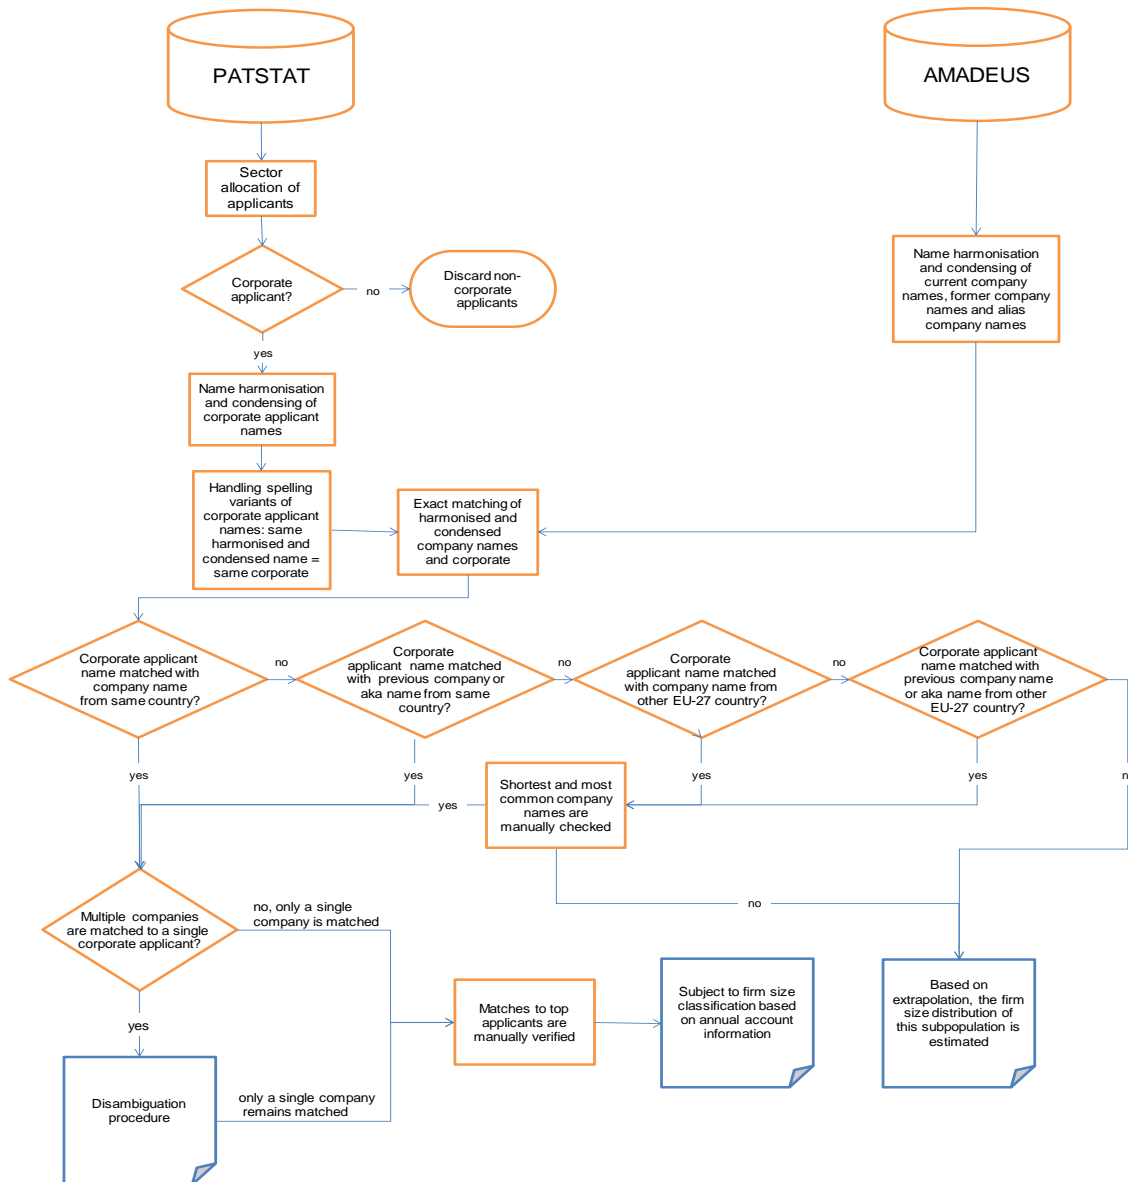 PATSTAT
AMADEUS
Sector
allocation of
applicants
Corporate
applicant?
no
Discard non-
corporate
applicants
Name harmonisation
and condensing of
current company
names, former company
names and alias
company names
yes
Name harmonisation
and condensing of
corporate applicant
names
Handling spelling
variants of
corporate applicant
names: same
harmonised and
condensed name =
same corporate
Exact matching of
harmonised and
condensed
company names
and corporate
Corporate applicant
name matched with
company name
from same country?
no
Corporate
applicant name matched
with previous company or
aka name from same
country?
no
Corporate
applicant name matched
with company name from
other EU-27 country?
no
Corporate applicant
name matched with
previous company name
or aka name from other
EU-27 country?
yes
yes
yes
yes
n
Shortest and most
common company
names are
manually checked
yes
no
Multiple companies
are matched to a single
corporate applicant?
no, only a single
company is matched
yes
Matches to top
applicants are
manually verified
Subject to firm size
classification based
on annual account
information
Based on
extrapolation, the firm
size distribution of
this subpopulation is
estimated
Disambiguation
procedure
only a single company
remains matched